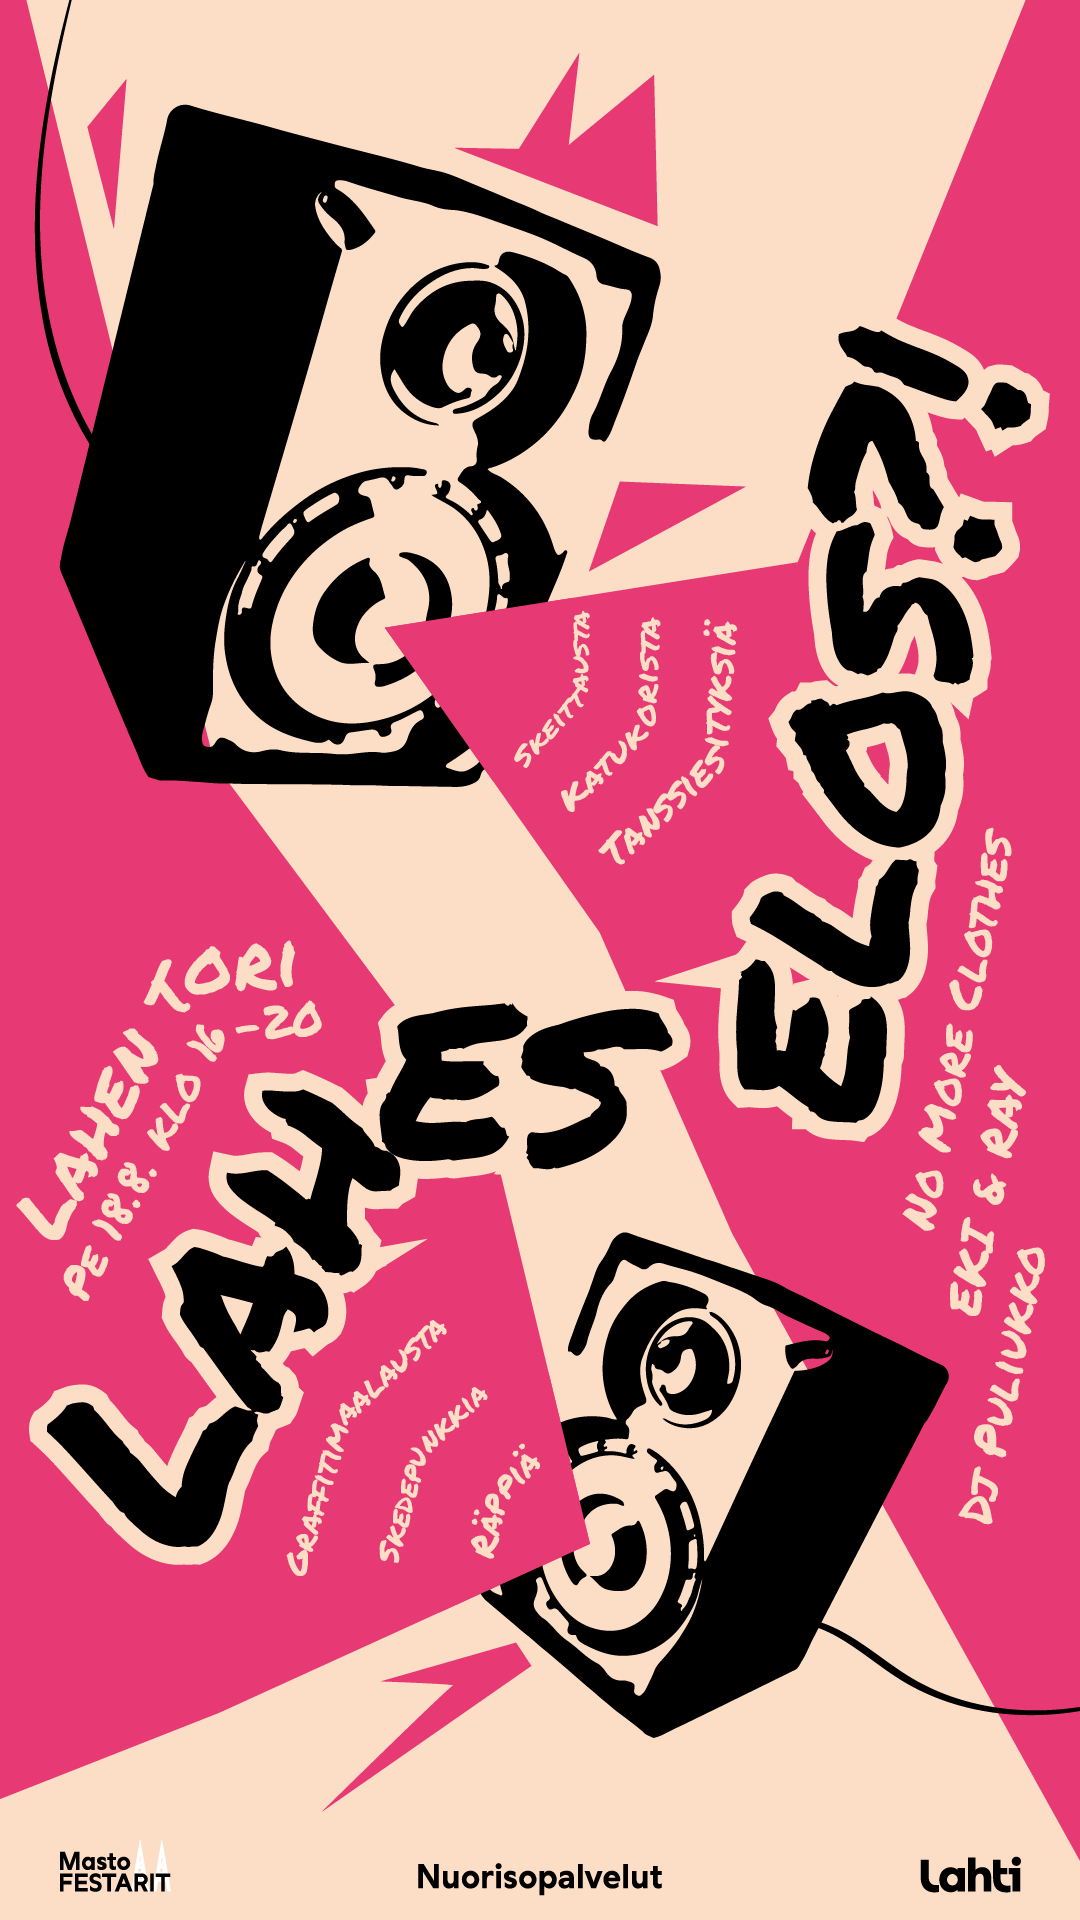 SKEITTAUSTA
KATUKORISTA
TANSSIESITYKSIÄ
LAHES
ELOSZ!
LAHEN TORI
PE 18.8. KLO 16-20
NO MORE CLOTHES
EKI & RAY
DJ PULIUKKO
GRAFFITIMAALAUSTA
SKEDEPUNKKIA
RÄPPIÄ
Masto
FESTARIT
Nuorisopalvelut
Lahti